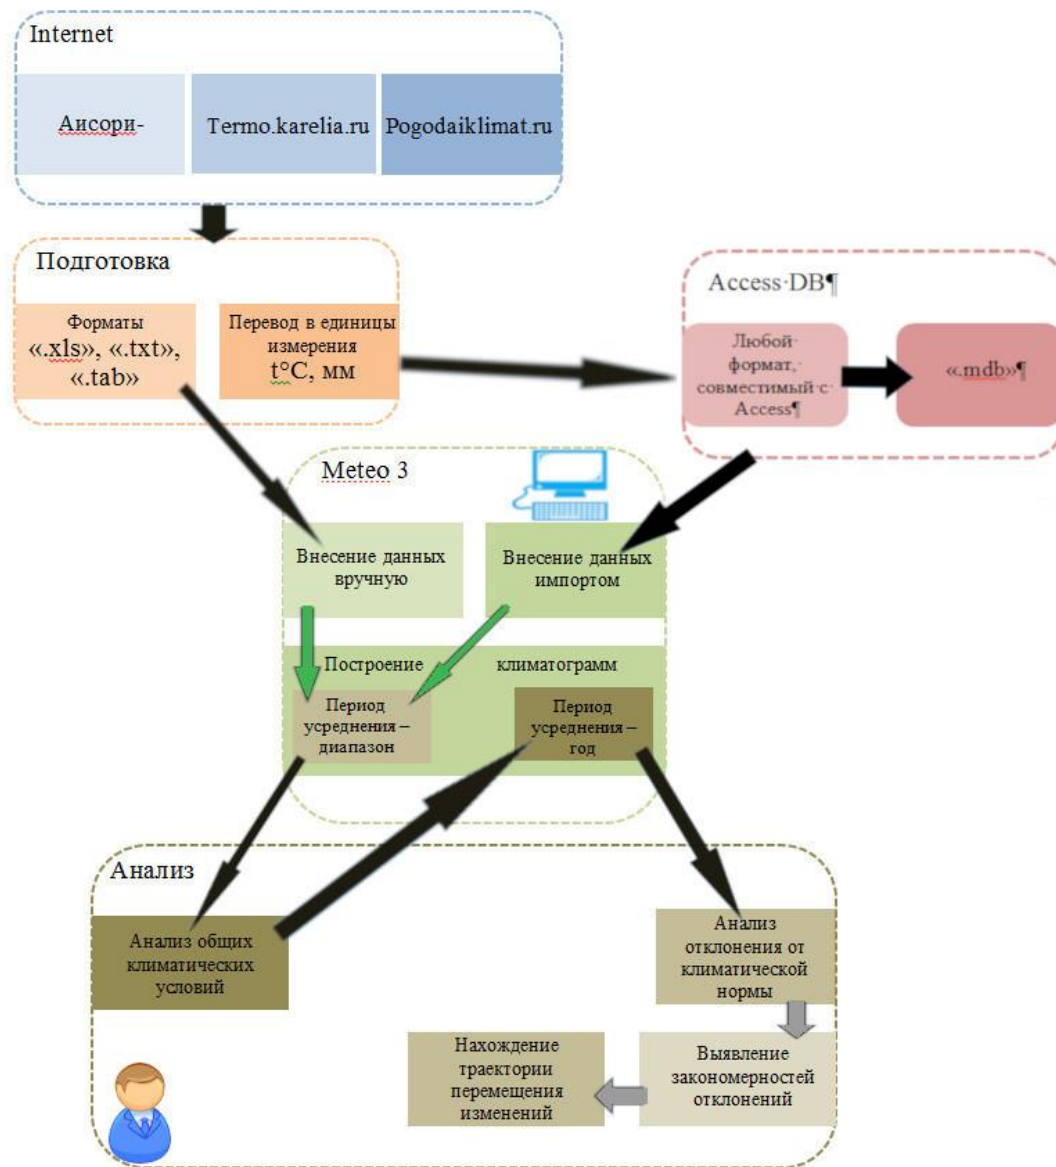 Internet
Аисори-
Termo.karelia.ru
Pogodaiklimat.ru
Подготовка
Форматы
«.xls», «.txt»,
«.tab»
Перевод в единицы
измерения
t°C, мм
Access·DB¶
Любой·
формат,·
совместимый·с·
Access¶
«.mdb»¶
Meteo 3
Внесение данных
вручную
Внесение данных
импортом
Построение климатограмм
Период
усреднения –
диапазон
Период
усреднения –
год
Анализ
Анализ общих
климатических
условий
Анализ
отклонения от
климатической
нормы
Выявление
закономерностей
отклонений
Нахождение
траектории
перемещения
изменений